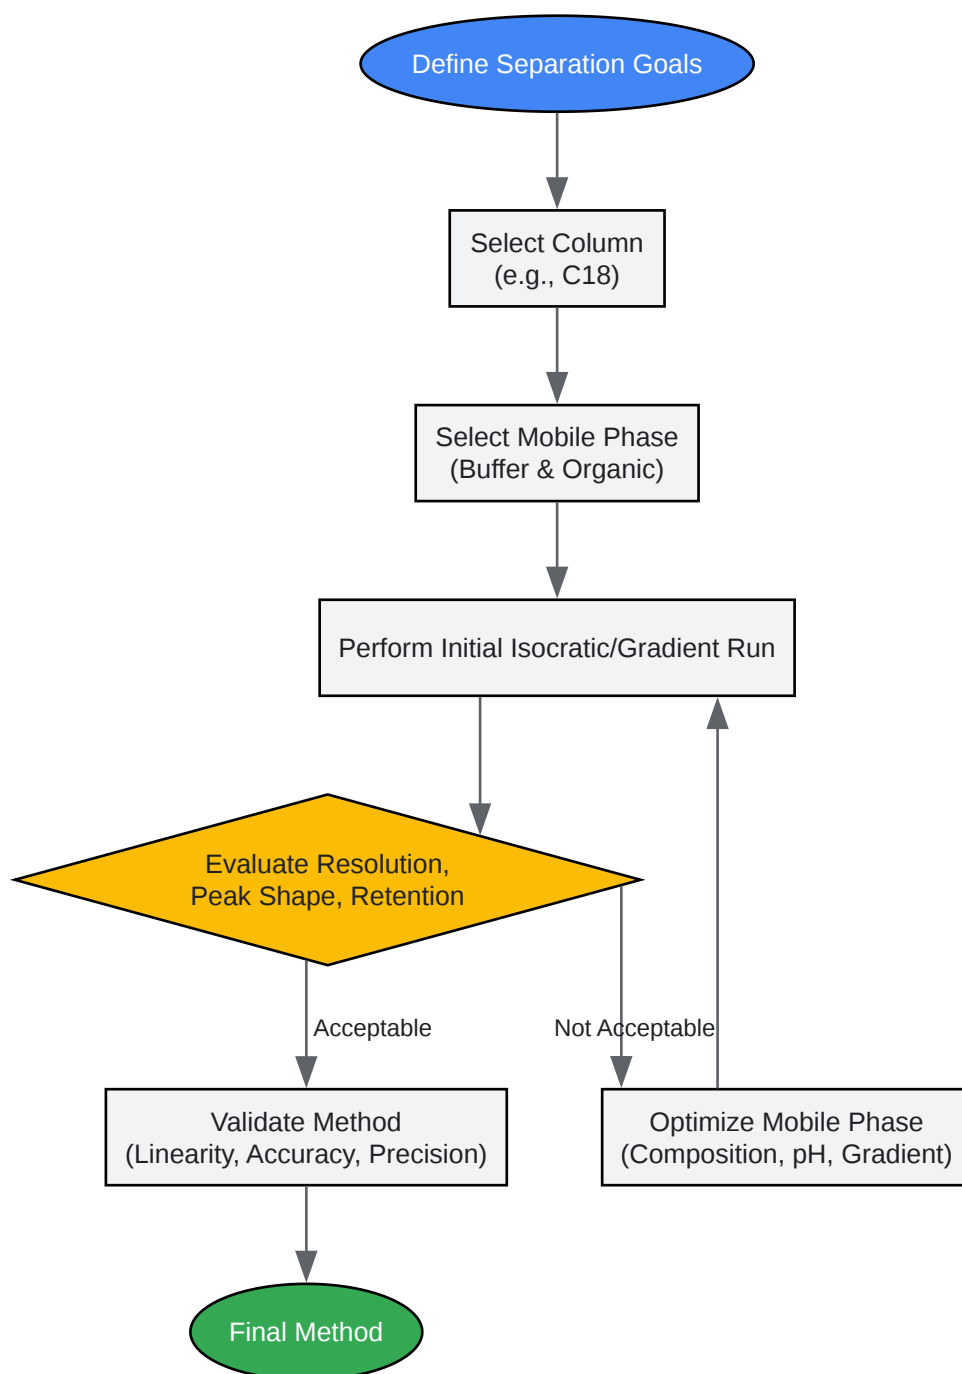 Define Separation Goals
Select Column
(e.g., C18)
Select Mobile Phase
(Buffer & Organic)
Perform Initial Isocratic/Gradient Run
Evaluate Resolution,
Peak Shape, Retention
Acceptable
Not Acceptable
Validate Method
(Linearity, Accuracy, Precision)
Optimize Mobile Phase
(Composition, pH, Gradient)
Final Method